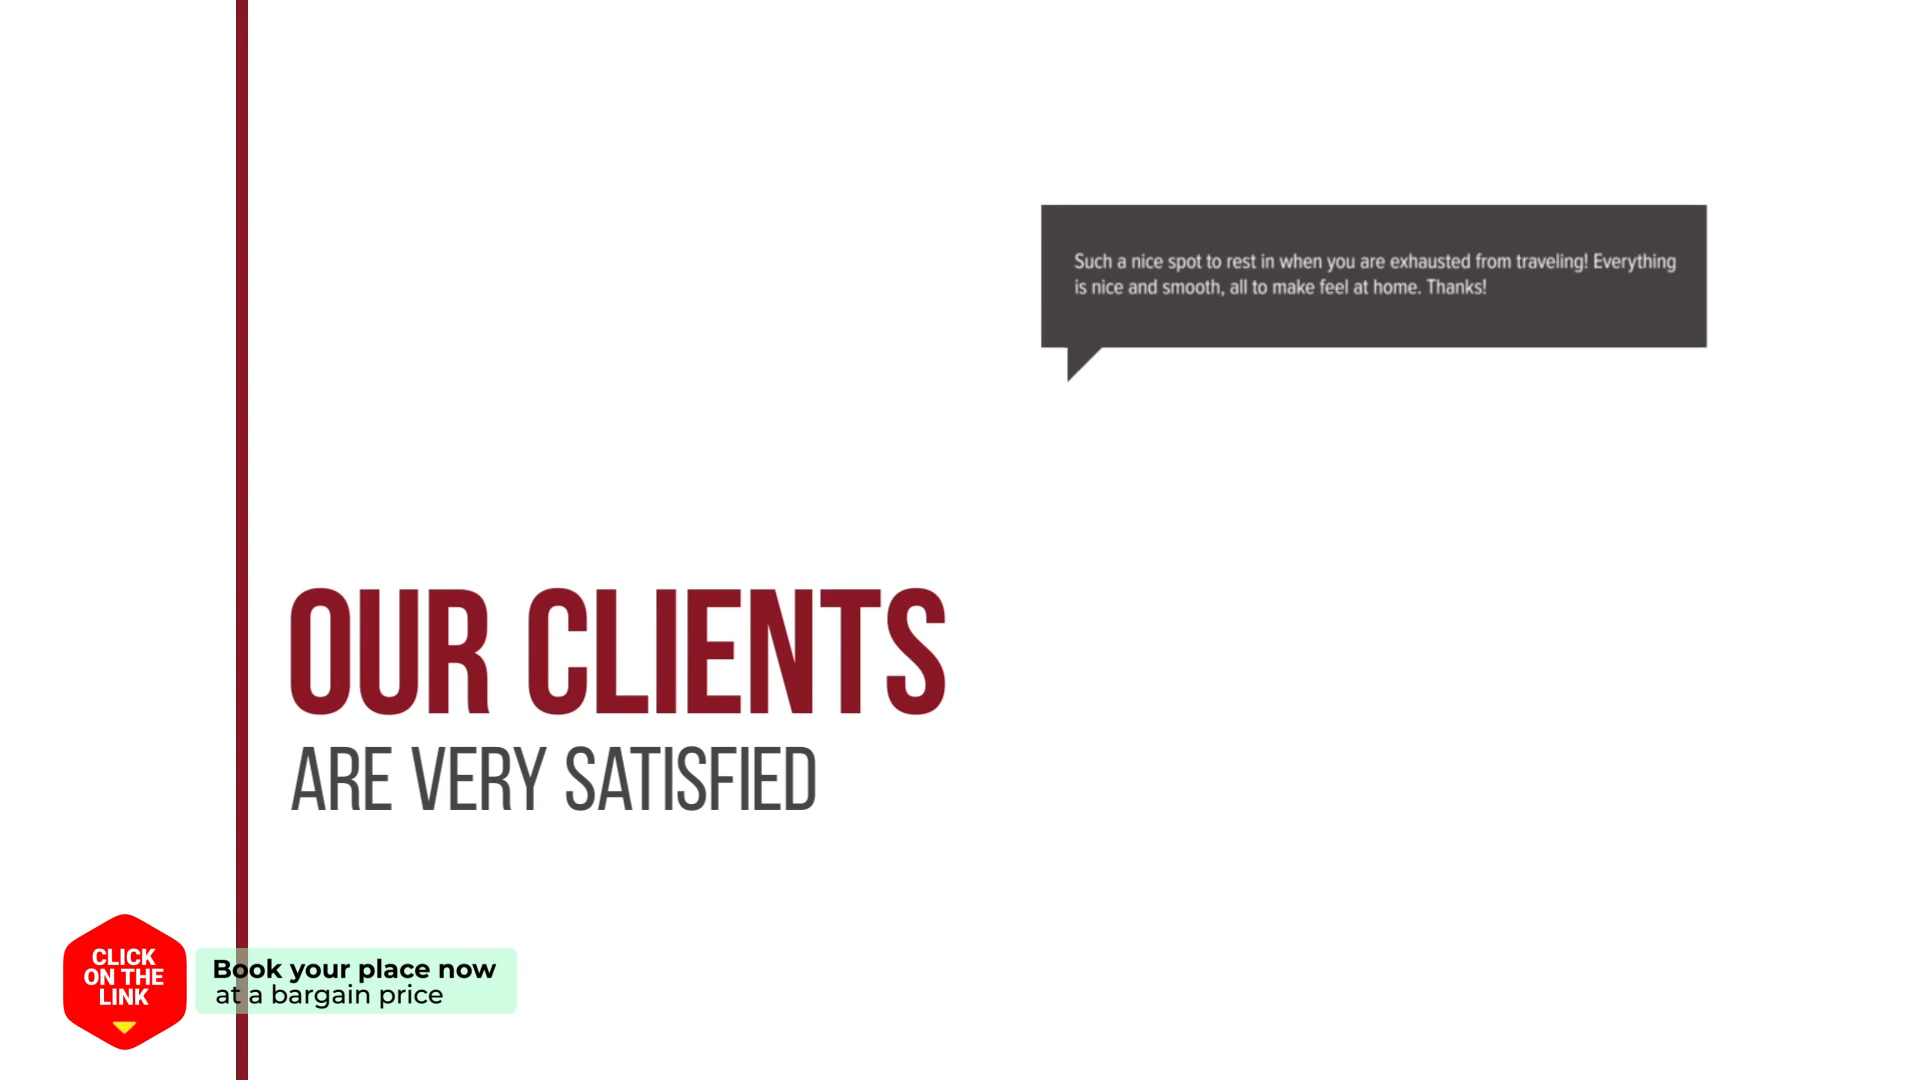 Such a nice spot to rest in when you are exhausted from traveling! Everything
is nice and smooth, all to make feel at home. Thanks!
OUR CLIENTS
ARE VERY SATISFIED
CLICK
ON THE
LINK
Book your place now
at a bargain price